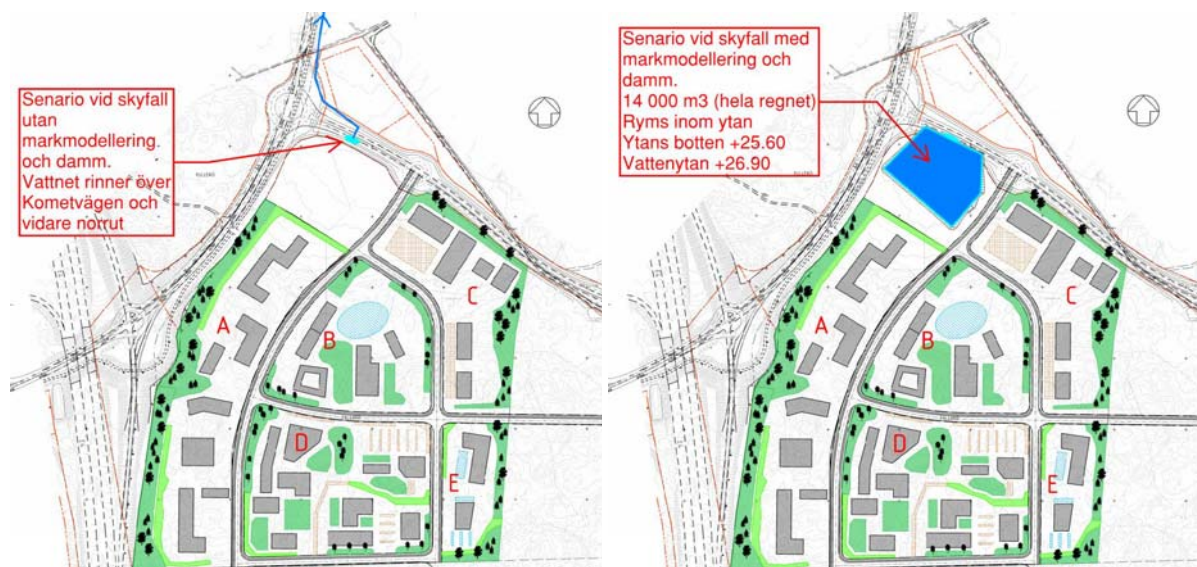 Senario vid skyfall
utan
markmodellering.
och damm.
Vattnet rinner över
Kometvägen och
vidare norrut
A
B
C
D
E
Senario vid skyfall med
markmodellering och
damm.
14 000 m3 (hela regnet)
Ryms inom ytan
Ytans botten +25.60
Vattenytan +26.90
A
B
C
D
E